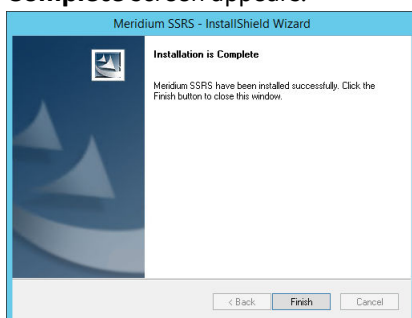 Complete screen appears.
Meridium SSRS - InstallShield Wizard
Installation is Complete
Meridium SSRS have been installed successfully. Click the
Finish button to close this window.
< Back Finish Cancel